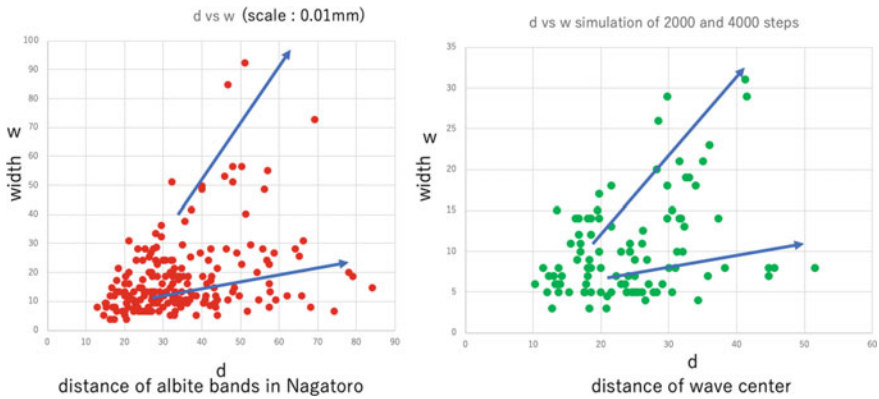 d vs w (scale : 0.01mm)
100
90
80
70
60
50
40
30
20
10
0
width w
0 10 20 30 40 50 60 70 80 90
d
distance of albite bands in Nagatoro
d vs w simulation of 2000 and 4000 steps
35
30
25
20
15
10
5
0
width w
0 10 20 30 40 50 60
d
distance of wave center